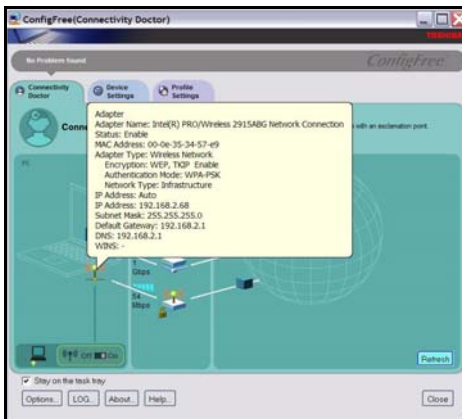 ConfigFree(Connectivity Doctor)
TOSHIBA
No Problem found
ConfigFree
Connectivity Doctor
Device Settings
Profile Settings
Conn
with an exclamation point.
Adapter
Adapter Name: Intel(R) PRO/Wireless 2915ABG Network Connection
Status: Enable
MAC Address: 00-0e-35-34-57-e9
Adapter Type: Wireless Network
Encryption: WEP, TKIP Enable
Authentication Mode: WPA-PSK
Network Type: Infrastructure
IP Address: Auto
IP Address: 192.168.2.68
Subnet Mask: 255.255.255.0
Default Gateway: 192.168.2.1
DNS: 192.168.2.1
WINS: -
PC
1
Gbps
54
Mbps
Off On
Refresh
Stay on the task tray
Options... LOG... About... Help... Close